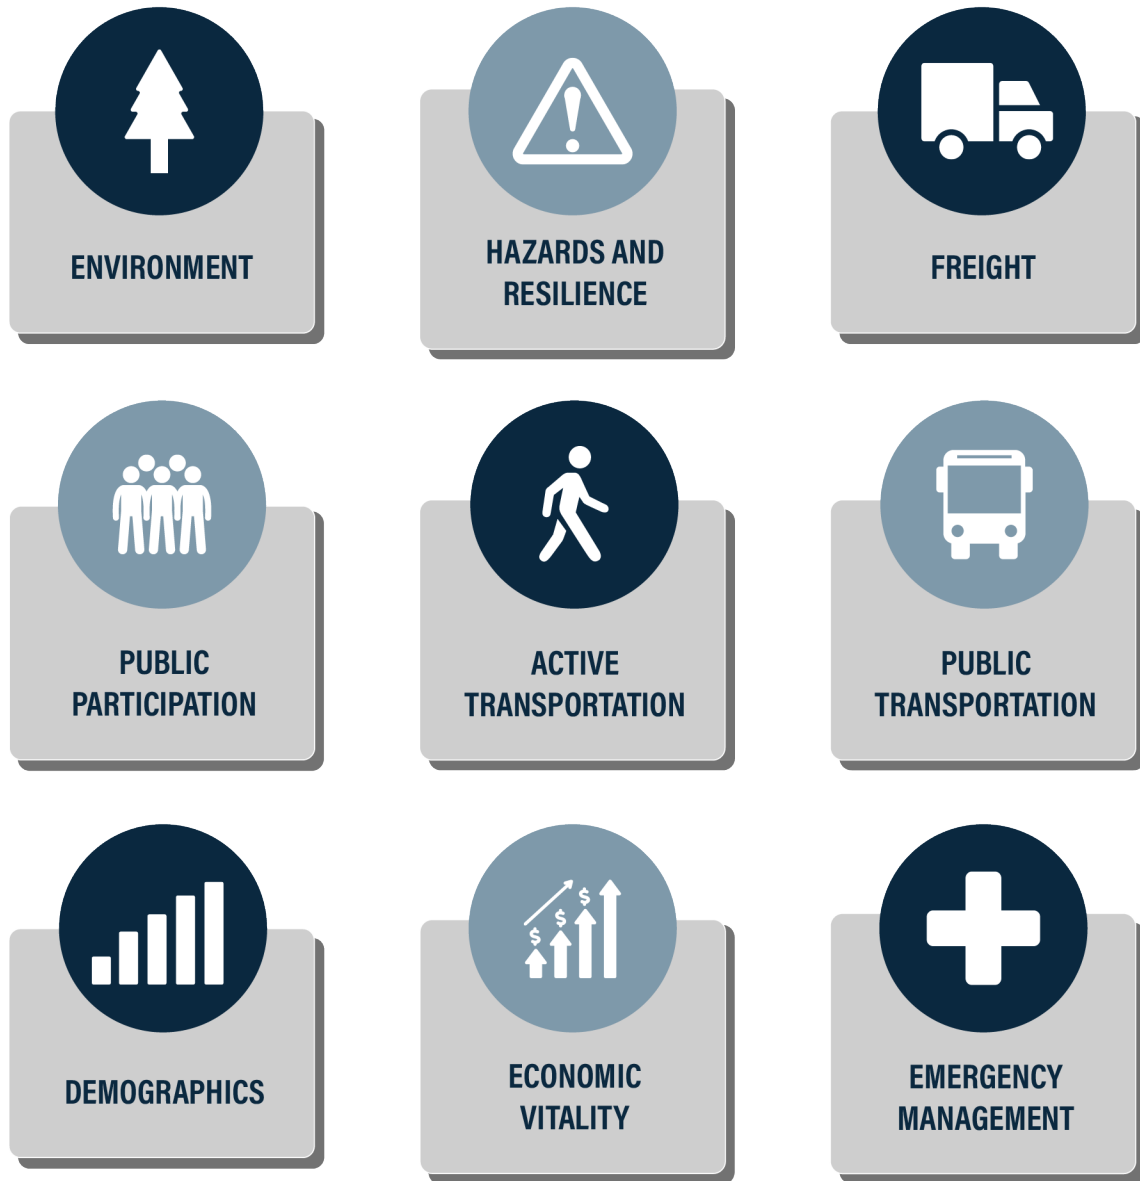 ENVIRONMENT
HAZARDS AND
RESILIENCE
FREIGHT
PUBLIC
PARTICIPATION
ACTIVE
TRANSPORTATION
PUBLIC
TRANSPORTATION
DEMOGRAPHICS
$
$
$
ECONOMIC
VITALITY
EMERGENCY
MANAGEMENT